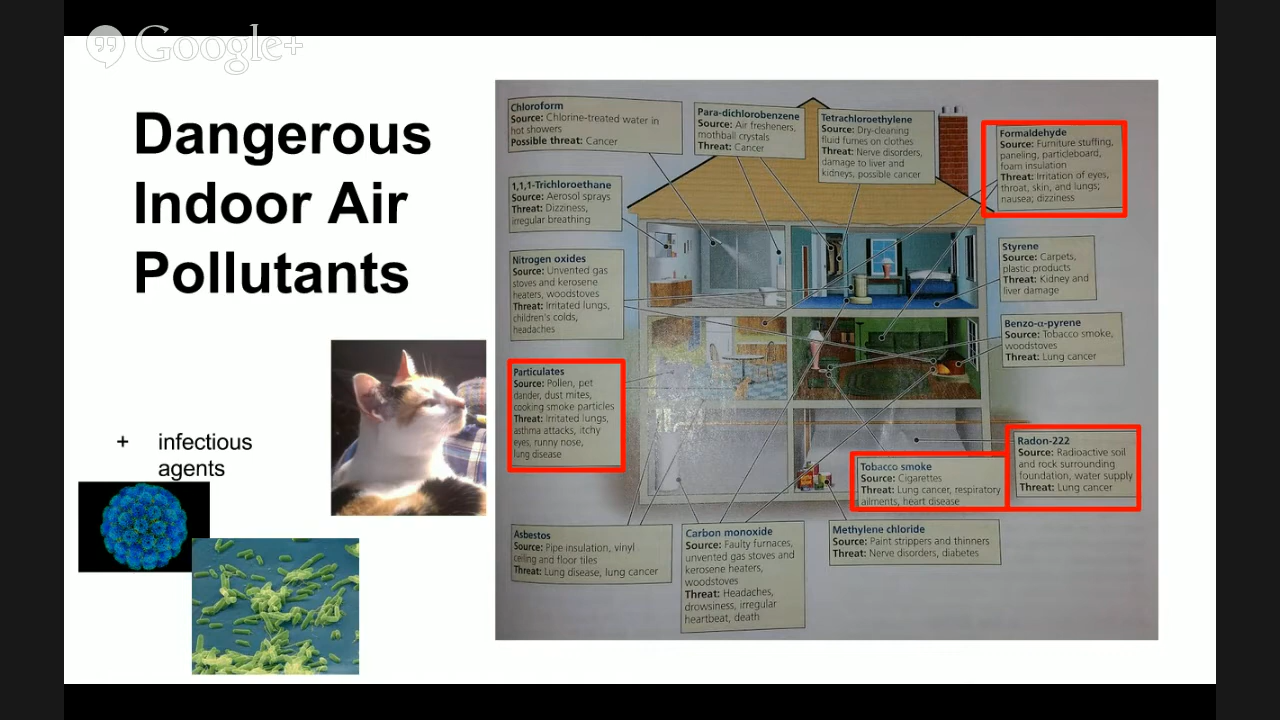 Google+
Dangerous
Indoor Air
Pollutants
+ infectious
agents
Chloroform
Source: Chlorine-treated water in
hot showers
Possible threat: Cancer
Para-dichlorobenzene
Source: Air fresheners,
mothball crystals
Threat: Cancer
Tetrachloroethylene
Source: Dry-cleaning
fluid fumes on clothes
Threat: Nerve disorders,
damage to liver and
kidneys, possible cancer
Formaldehyde
Source: Furniture stuffing,
paneling, particleboard,
foam insulation
Threat: Irritation of eyes,
throat, skin, and lungs;
nausea; dizziness
1,1,1-Trichloroethane
Source: Aerosol sprays
Threat: Dizziness,
irregular breathing
Styrene
Source: Carpets,
plastic products
Threat: Kidney and
liver damage
Nitrogen oxides
Source: Unvented gas
stoves and kerosene
heaters, woodstoves
Threat: Irritated lungs,
children's colds,
headaches
Benzo-α-pyrene
Source: Tobacco smoke,
woodstoves
Threat: Lung cancer
Particulates
Source: Pollen, pet
dander, dust mites,
cooking smoke particles
Threat: Irritated lungs,
asthma attacks, itchy
eyes, runny nose,
lung disease
Radon-222
Source: Radioactive soil
and rock surrounding
foundation, water supply
Threat: Lung cancer
Tobacco smoke
Source: Cigarettes
Threat: Lung cancer, respiratory
ailments, heart disease
Asbestos
Source: Pipe insulation, vinyl
ceiling and floor tiles
Threat: Lung disease, lung cancer
Carbon monoxide
Source: Faulty furnaces,
unvented gas stoves and
kerosene heaters,
woodstoves
Threat: Headaches,
drowsiness, irregular
heartbeat, death
Methylene chloride
Source: Paint strippers and thinners
Threat: Nerve disorders, diabetes